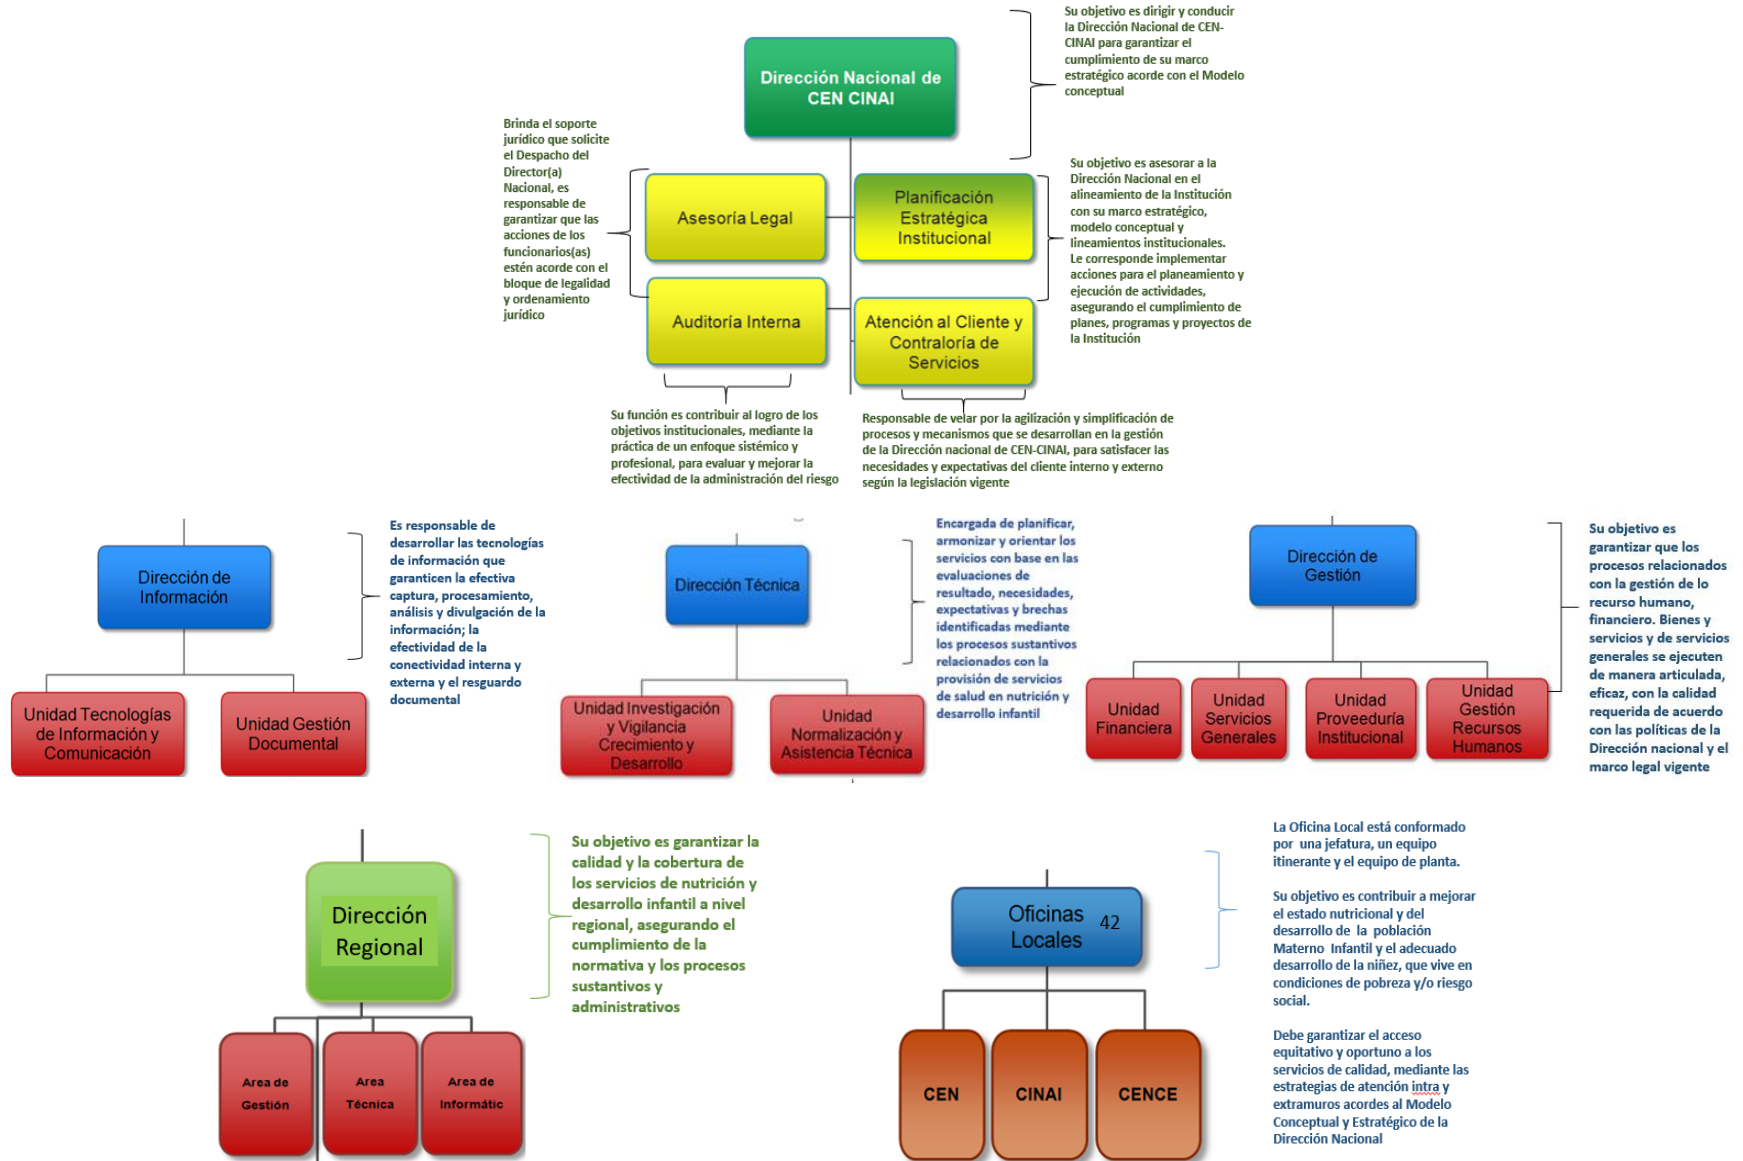 Su objetivo es dirigir y conducir
la Dirección Nacional de CEN-
CINAI para garantizar el
cumplimiento de su marco
estratégico acorde con el Modelo
conceptual
Dirección Nacional de
CEN CINAI
Brinda el soporte
jurídico que solicite
el Despacho del
Director(a)
Nacional, es
responsable de
garantizar que las
acciones de los
funcionarios(as)
estén acorde con el
bloque de legalidad
y ordenamiento
jurídico
Asesoría Legal
Planificación
Estratégica
Institucional
Su objetivo es asesorar a la
Dirección Nacional en el
alineamiento de la Institución
con su marco estratégico,
modelo conceptual y
lineamientos institucionales.
Le corresponde implementar
acciones para el planeamiento y
ejecución de actividades,
asegurando el cumplimiento de
planes, programas y proyectos de
la Institución
Auditoría Interna
Atención al Cliente y
Contraloría de
Servicios
Su función es contribuir al logro de los
objetivos institucionales, mediante la
práctica de un enfoque sistémico y
profesional, para evaluar y mejorar la
efectividad de la administración del riesgo
Responsable de velar por la agilización y simplificación de
procesos y mecanismos que se desarrollan en la gestión
de la Dirección nacional de CEN-CINAI, para satisfacer las
necesidades y expectativas del cliente interno y externo
según la legislación vigente
Dirección de
Información
Es responsable de
desarrollar las tecnologías
de información que
garanticen la efectiva
captura, procesamiento,
análisis y divulgación de la
información; la
efectividad de la
conectividad interna y
externa y el resguardo
documental
Unidad Tecnologías
de Información y
Comunicación
Unidad Gestión
Documental
Dirección Técnica
Encargada de planificar,
armonizar y orientar los
servicios con base en las
evaluaciones de
resultado, necesidades,
expectativas y brechas
identificadas mediante
los procesos sustantivos
relacionados con la
provisión de servicios
de salud en nutrición y
desarrollo infantil
Unidad Investigación
y Vigilancia
Crecimiento y
Desarrollo
Unidad
Normalización y
Asistencia Técnica
Dirección de
Gestión
Su objetivo es
garantizar que los
procesos relacionados
con la gestión de lo
recurso humano,
financiero. Bienes y
servicios y de servicios
generales se ejecuten
de manera articulada,
eficaz, con la calidad
requerida de acuerdo
con las políticas de la
Dirección nacional y el
marco legal vigente
Unidad
Financiera
Unidad
Servicios
Generales
Unidad
Proveeduría
Institucional
Unidad
Gestión
Recursos
Humanos
Dirección
Regional
Su objetivo es garantizar la
calidad y la cobertura de
los servicios de nutrición y
desarrollo infantil a nivel
regional, asegurando el
cumplimiento de la
normativa y los procesos
sustantivos y
administrativos
Area de
Gestión
Area
Técnica
Area de
Informátic
Oficinas
Locales 42
La Oficina Local está conformado
por una jefatura, un equipo
itinerante y el equipo de planta.
Su objetivo es contribuir a mejorar
el estado nutricional y del
desarrollo de la población
Materno Infantil y el adecuado
desarrollo de la niñez, que vive en
condiciones de pobreza y/o riesgo
social.
Debe garantizar el acceso
equitativo y oportuno a los
servicios de calidad, mediante las
estrategias de atención intra y
extramuros acordes al Modelo
Conceptual y Estratégico de la
Dirección Nacional
CEN
CINAI
CENCE